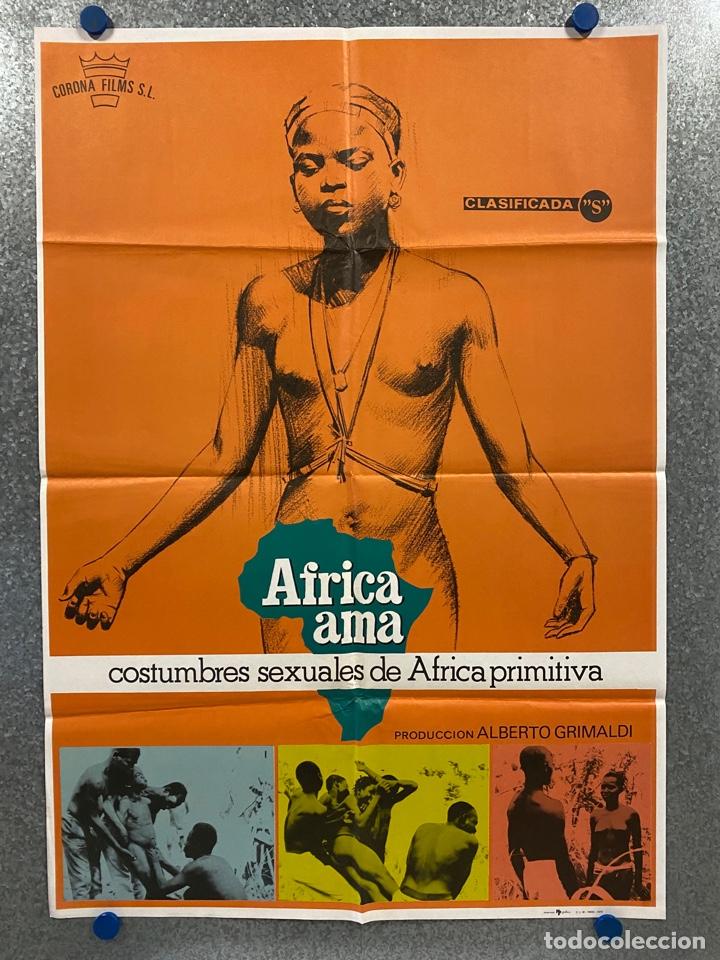 CORONA FILMS S.L.
CLASIFICADA "S"
Africa
ama
costumbres sexuales de Africa primitiva
PRODUCCION ALBERTO GRIMALDI
todocoleccion